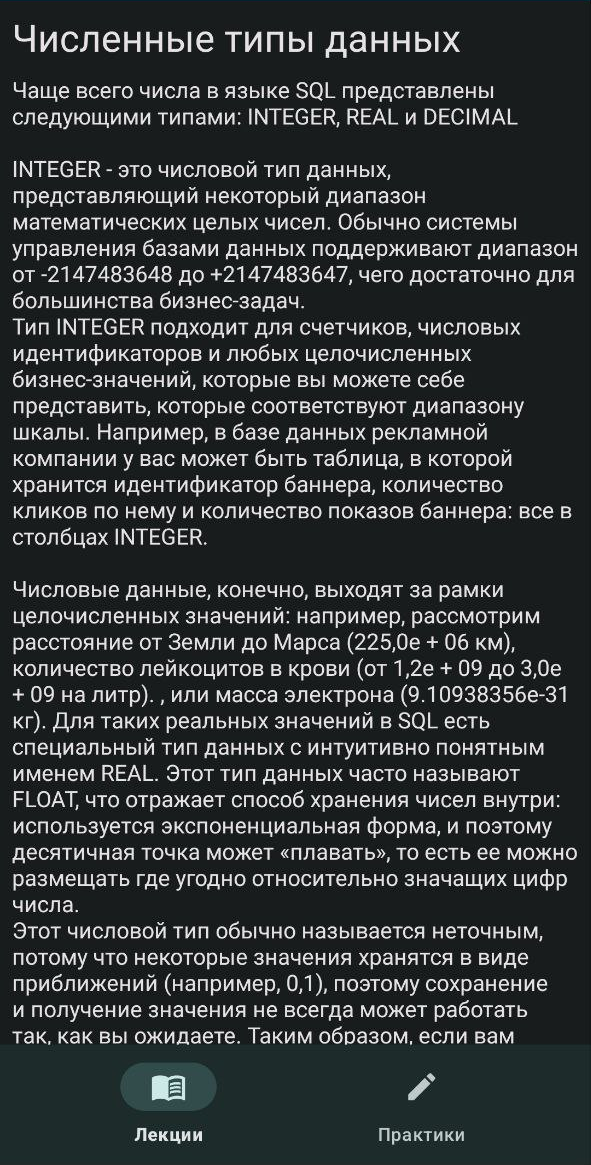 Численные типы данных
Чаще всего числа в языке SQL представлены
следующими типами: INTEGER, REAL и DECIMAL
INTEGER - это числовой тип данных,
представляющий некоторый диапазон
математических целых чисел. Обычно системы
управления базами данных поддерживают диапазон
от -2147483648 до +2147483647, чего достаточно для
большинства бизнес-задач.
Тип INTEGER подходит для счетчиков, числовых
идентификаторов и любых целочисленных
бизнес-значений, которые вы можете себе
представить, которые соответствуют диапазону
шкалы. Например, в базе данных рекламной
компании у вас может быть таблица, в которой
хранится идентификатор баннера, количество
кликов по нему и количество показов баннера: все в
столбцах INTEGER.
Числовые данные, конечно, выходят за рамки
целочисленных значений: например, рассмотрим
расстояние от Земли до Марса (225,0е + 06 км),
количество лейкоцитов в крови (от 1,2е + 09 до 3,0е
+ 09 на литр). , или масса электрона (9.10938356е-31
кг). Для таких реальных значений в SQL есть
специальный тип данных с интуитивно понятным
именем REAL. Этот тип данных часто называют
FLOAT, что отражает способ хранения чисел внутри:
используется экспоненциальная форма, и поэтому
десятичная точка может «плавать», то есть ее можно
размещать где угодно относительно значащих цифр
числа.
Этот числовой тип обычно называется неточным,
потому что некоторые значения хранятся в виде
приближений (например, 0,1), поэтому сохранение
и получение значения не всегда может работать
так, как вы ожидаете. Таким образом, если вам
Лекции
Практики